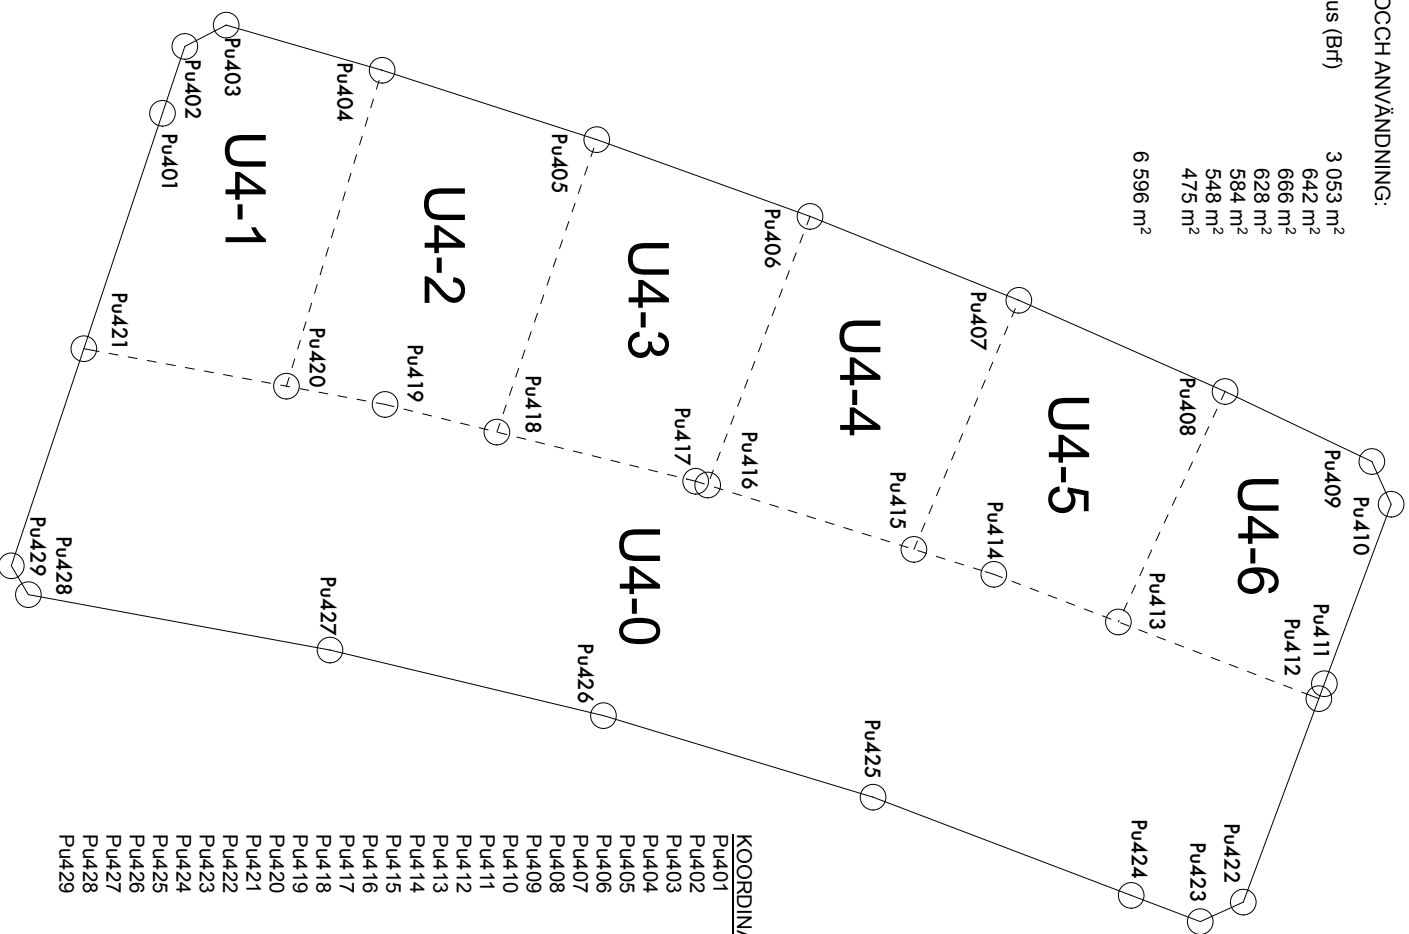 OCCH ANVÄNDNING:
us (Brf) 3 053 m²
642 m²
666 m²
628 m²
584 m²
548 m²
475 m²
6 596 m²
Pu403
Pu402
Pu401
Pu404
Pu405
Pu406
Pu407
Pu408
Pu409
Pu410
U4-1
U4-2
U4-3
U4-4
U4-5
U4-6
Pu421
Pu420
Pu419
Pu418
Pu417
Pu416
Pu415
Pu414
Pu413
Pu412
Pu411
U4-0
Pu429
Pu428
Pu427
Pu426
Pu425
Pu424
Pu423
Pu422
KOORDINA
Pu401
Pu402
Pu403
Pu404
Pu405
Pu406
Pu407
Pu408
Pu409
Pu410
Pu411
Pu412
Pu413
Pu414
Pu415
Pu416
Pu417
Pu418
Pu419
Pu420
Pu421
Pu422
Pu423
Pu424
Pu425
Pu426
Pu427
Pu428
Pu429